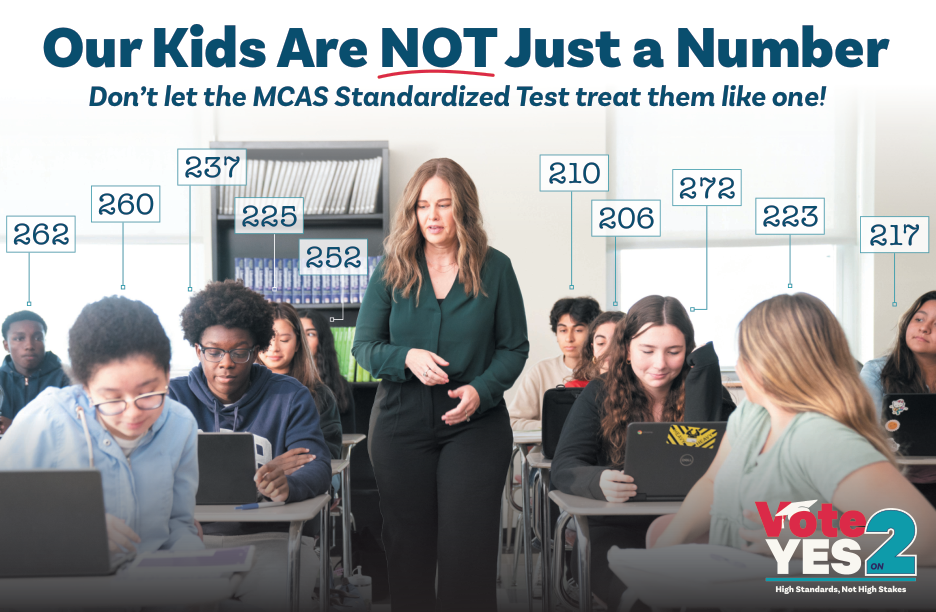 Our Kids Are NOT Just a Number
Don't let the MCAS Standardized Test treat them like one!
237
210
260
272
225
206
223
262
252
217
DELL
Vote
YES
ON
2
High Standards, Not High Stakes